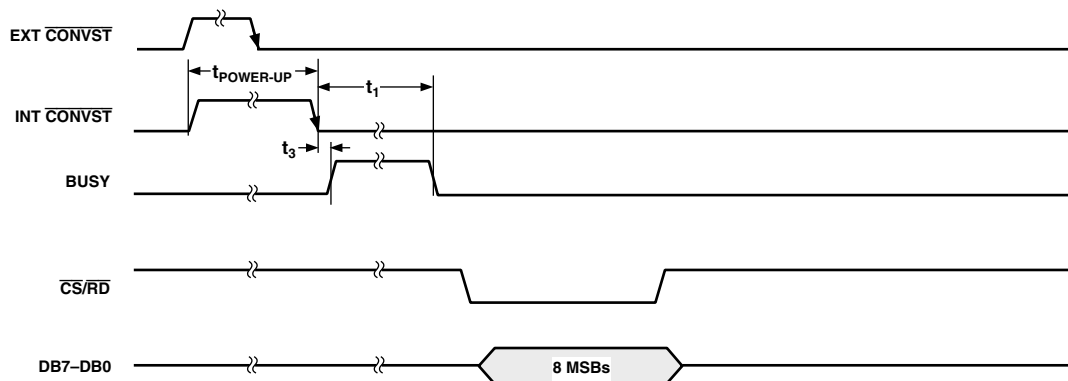 EXT CONVST
tPOWER-UP
t1
INT CONVST
t3
BUSY
CS/RD
DB7–DB0
8 MSBs